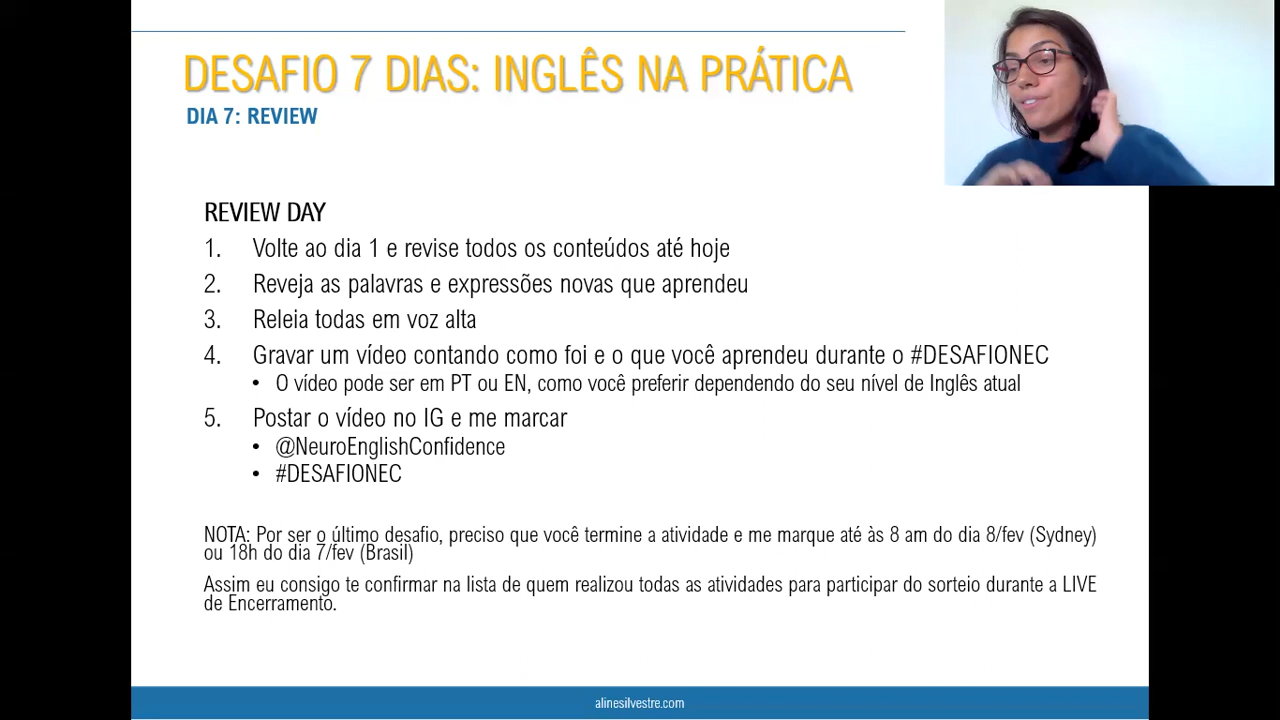 DESAFIO 7 DIAS: INGLÊS NA PRÁTICA
DIA 7: REVIEW
REVIEW DAY
1. Volte ao dia 1 e revise todos os conteúdos até hoje
2. Reveja as palavras e expressões novas que aprendeu
3. Releia todas em voz alta
4. Gravar um vídeo contando como foi e o que você aprendeu durante o #DESAFIONEC
• O vídeo pode ser em PT ou EN, como você preferir dependendo do seu nível de Inglês atual
5. Postar o vídeo no IG e me marcar
• @NeuroEnglishConfidence
• #DESAFIONEC
NOTA: Por ser o último desafio, preciso que você termine a atividade e me marque até às 8 am do dia 8/fev (Sydney)
ou 18h do dia 7/fev (Brasil)
Assim eu consigo te confirmar na lista de quem realizou todas as atividades para participar do sorteio durante a LIVE
de Encerramento.
alinesilvestre.com